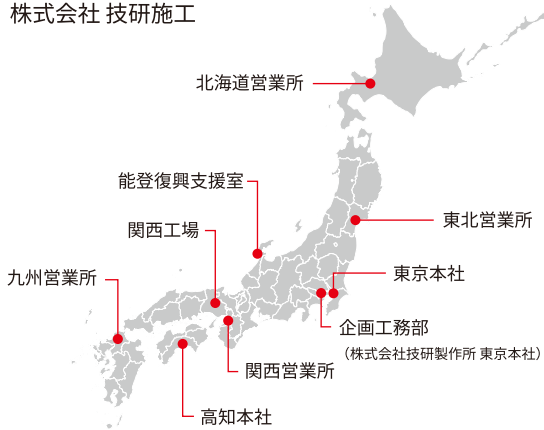 株式会社 技研施工
北海道営業所
能登復興支援室
東北営業所
関西工場
東京本社
九州営業所
企画工務部
（株式会社技研製作所 東京本社）
関西営業所
高知本社